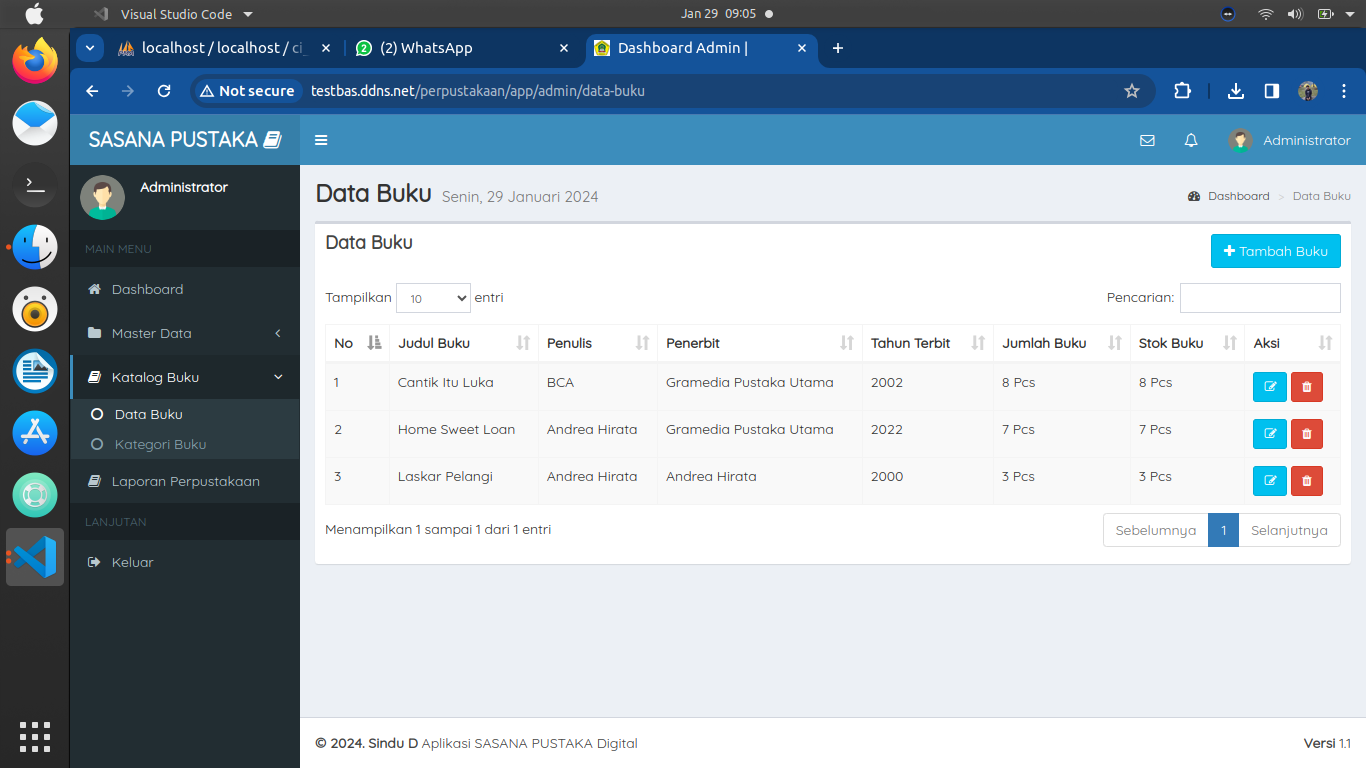 Visual Studio Code
Jan 29 09:05
localhost / localhost / ci_
(2) WhatsApp
Dashboard Admin |
Not secure
testbas.ddns.net/perpustakaan/app/admin/data-buku
SASANA PUSTAKA
Administrator
Administrator
MAIN MENU
Dashboard
Master Data
Katalog Buku
Data Buku
Kategori Buku
Laporan Perpustakaan
LANJUTAN
Keluar
Data Buku Senin, 29 Januari 2024
Dashboard > Data Buku
Data Buku
Tambah Buku
Tampilkan 10 entri
Pencarian:
No Judul Buku Penulis Penerbit Tahun Terbit Jumlah Buku Stok Buku Aksi
1 Cantik Itu Luka BCA Gramedia Pustaka Utama 2002 8 Pcs 8 Pcs
2 Home Sweet Loan Andrea Hirata Gramedia Pustaka Utama 2022 7 Pcs 7 Pcs
3 Laskar Pelangi Andrea Hirata Andrea Hirata 2000 3 Pcs 3 Pcs
Menampilkan 1 sampai 1 dari 1 entri
Sebelumnya 1 Selanjutnya
© 2024. Sindu D Aplikasi SASANA PUSTAKA Digital
Versi 1.1